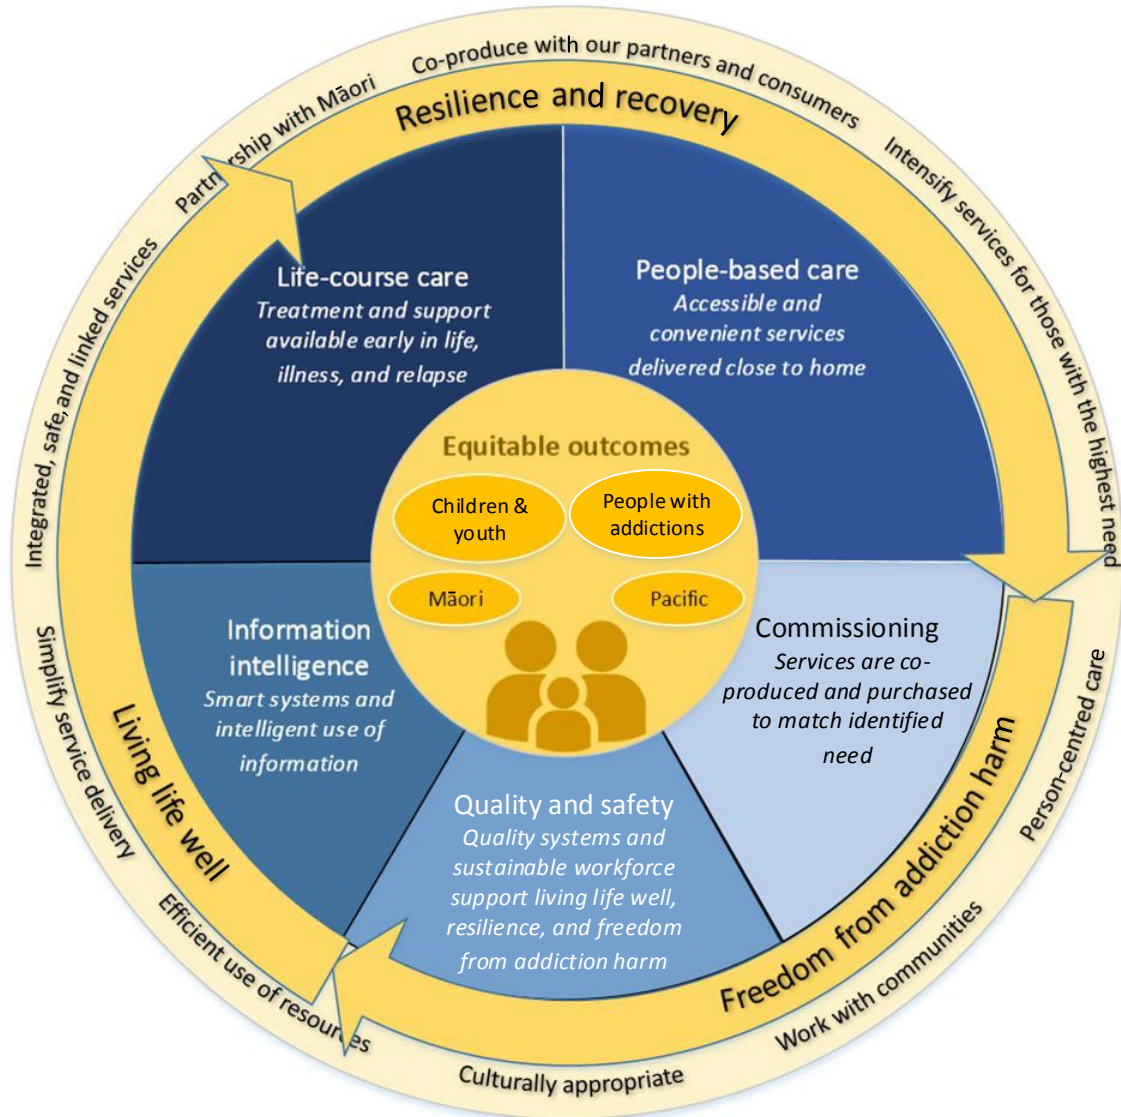 Co-produce with our partners and consumers
Partnership with Māori
Intensify services for those with the highest need
Integrated, safe, and linked services
Person-centred care
Simplify service delivery
Work with communities
Efficient use of resources
Culturally appropriate
Resilience and recovery
Freedom from addiction harm
Living life well
Life-course care
Treatment and support
available early in life,
illness, and relapse
People-based care
Accessible and
convenient services
delivered close to home
Equitable outcomes
Children &
youth
People with
addictions
Māori
Pacific
Information
intelligence
Smart systems and
intelligent use of
information
Commissioning
Services are co-
produced and purchased
to match identified
need
Quality and safety
Quality systems and
sustainable workforce
support living life well,
resilience, and freedom
from addiction harm